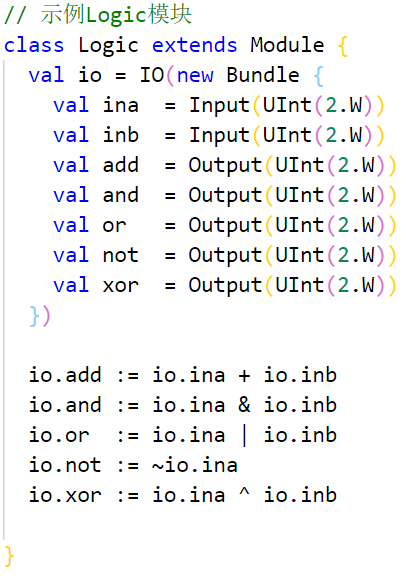 // 示例Logic模块
class Logic extends Module {
  val io = IO(new Bundle {
    val ina  = Input(UInt(2.W))
    val inb  = Input(UInt(2.W))
    val add  = Output(UInt(2.W))
    val and  = Output(UInt(2.W))
    val or   = Output(UInt(2.W))
    val not  = Output(UInt(2.W))
    val xor  = Output(UInt(2.W))
  })

  io.add := io.ina + io.inb
  io.and := io.ina & io.inb
  io.or  := io.ina | io.inb
  io.not := ~io.ina
  io.xor := io.ina ^ io.inb

}